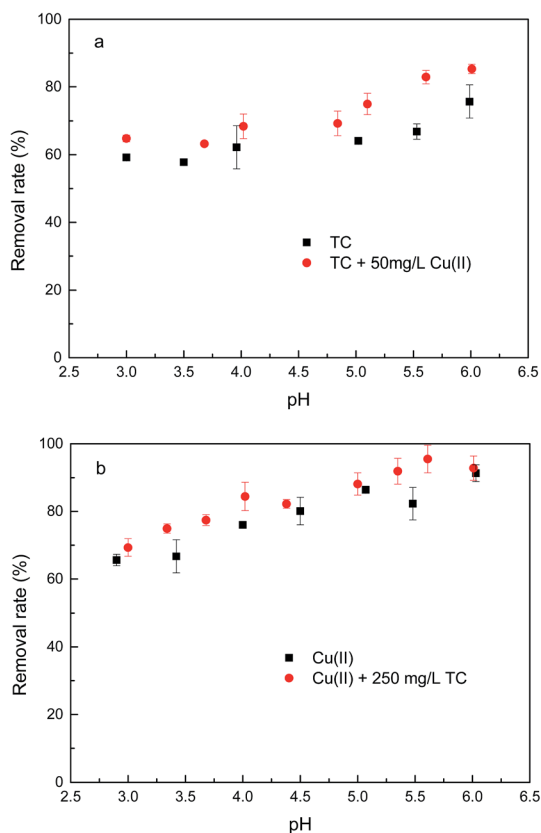 a
Removal rate (%)
100
80
60
40
20
0
TC
TC + 50mg/L Cu(II)
2.5 3.0 3.5 4.0 4.5 5.0 5.5 6.0 6.5
pH
b
Removal rate (%)
100
80
60
40
20
0
Cu(II)
Cu(II) + 250 mg/L TC
2.5 3.0 3.5 4.0 4.5 5.0 5.5 6.0 6.5
pH